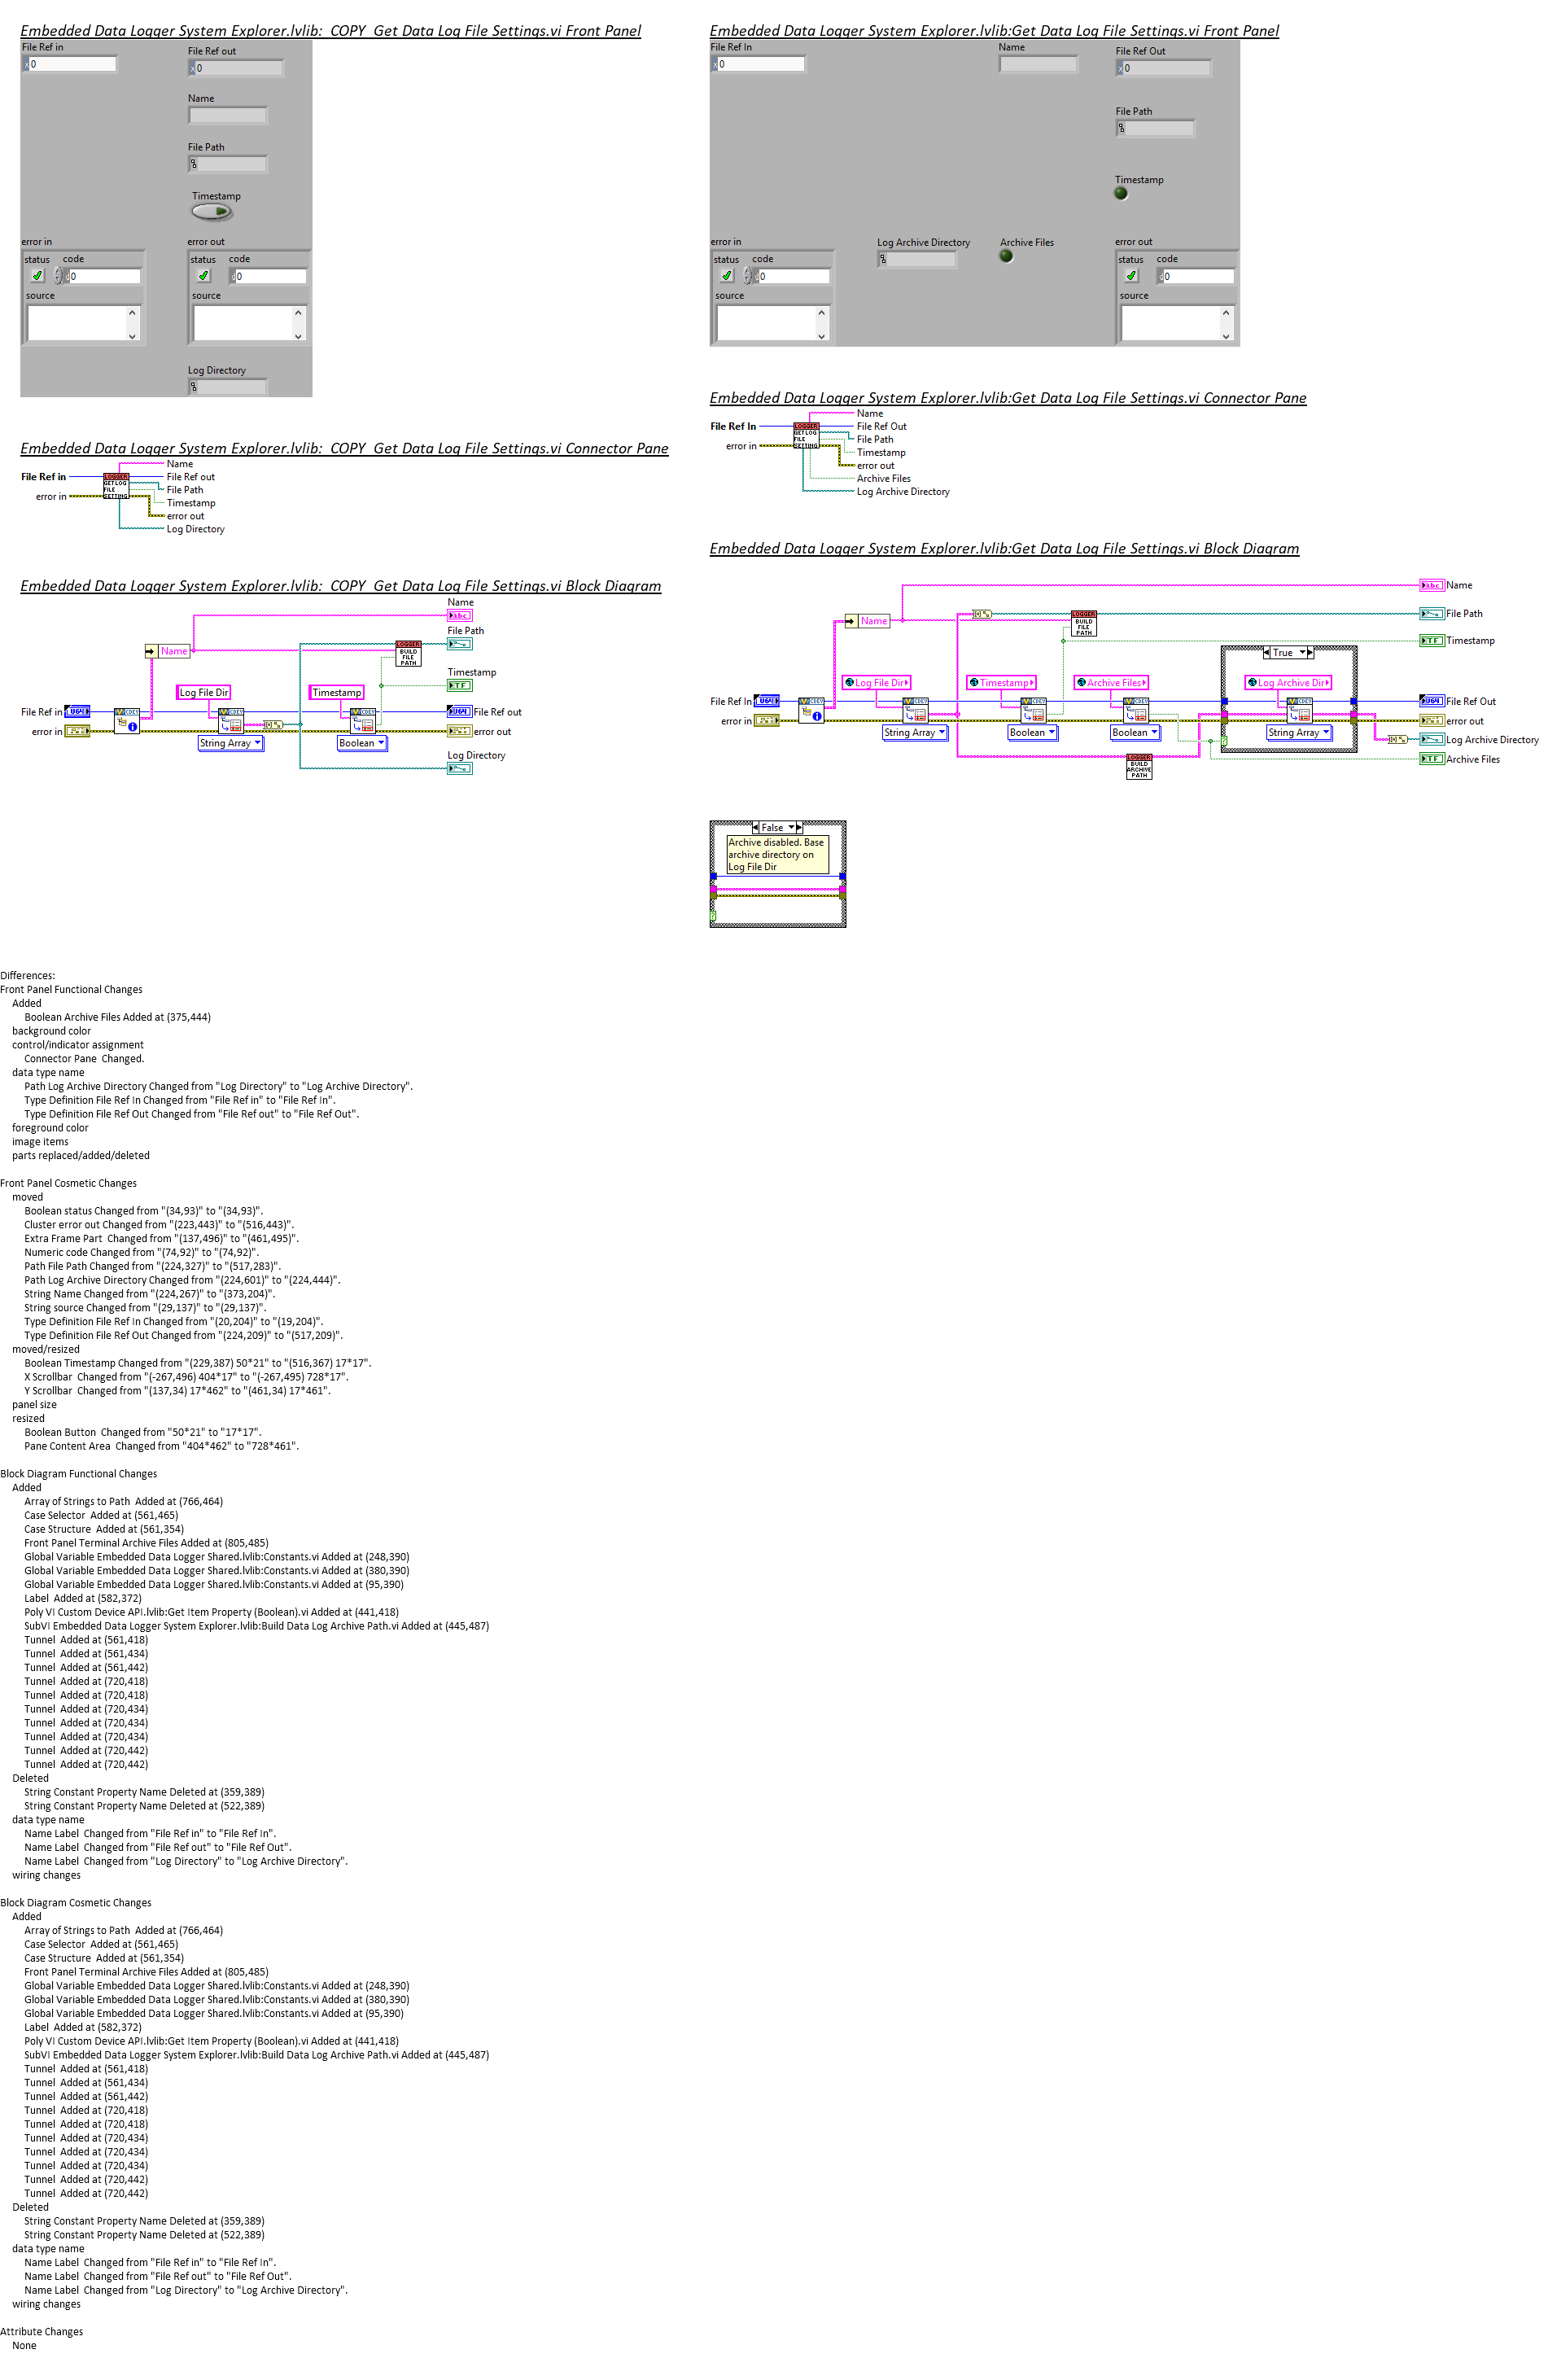 Embedded Data Logger System Explorer.lvlib:_COPY_Get Data Log File Settings.vi Front Panel
File Ref in
x 0
File Ref out
x 0
Name
File Path
Timestamp
error in
status code
0
source
error out
status code
0
source
Log Directory
Embedded Data Logger System Explorer.lvlib:_COPY_Get Data Log File Settings.vi Connector Pane
Name
File Ref in
File Ref out
File Path
error in
Timestamp
error out
Log Directory
LOGGER
GET LOG
FILE
SETTING
Embedded Data Logger System Explorer.lvlib:_COPY_Get Data Log File Settings.vi Block Diagram
Name
abc
File Path
Name
LOGGER
BUILD
FILE
PATH
Timestamp
TF
Log File Dir
Timestamp
File Ref in
U64
CDEV
CDEV
CDEV
U64
File Ref out
error in
error out
String Array
Boolean
Log Directory
Embedded Data Logger System Explorer.lvlib:Get Data Log File Settings.vi Front Panel
File Ref In
x 0
Name
File Ref Out
x 0
File Path
Timestamp
error in
status code
0
source
Log Archive Directory
Archive Files
error out
status code
0
source
Embedded Data Logger System Explorer.lvlib:Get Data Log File Settings.vi Connector Pane
Name
File Ref In
File Ref Out
File Path
error in
Timestamp
error out
Archive Files
Log Archive Directory
LOGGER
GET LOG
FILE
SETTING
Embedded Data Logger System Explorer.lvlib:Get Data Log File Settings.vi Block Diagram
abc
Name
File Path
Name
LOGGER
BUILD
FILE
PATH
TF
Timestamp
True
Log File Dir
Timestamp
Archive Files
Log Archive Dir
File Ref In
U64
CDEV
CDEV
CDEV
CDEV
CDEV
U64
File Ref Out
error in
error out
String Array
Boolean
Boolean
String Array
Log Archive Directory
TF
Archive Files
LOGGER
BUILD
ARCHIVE
PATH
False
Archive disabled. Base
archive directory on
Log File Dir
Differences:
Front Panel Functional Changes
Added
Boolean Archive Files Added at (375,444)
background color
control/indicator assignment
Connector Pane  Changed.
data type name
Path Log Archive Directory Changed from "Log Directory" to "Log Archive Directory".
Type Definition File Ref In Changed from "File Ref in" to "File Ref In".
Type Definition File Ref Out Changed from "File Ref out" to "File Ref Out".
foreground color
image items
parts replaced/added/deleted
Front Panel Cosmetic Changes
moved
Boolean status Changed from "(34,93)" to "(34,93)".
Cluster error out Changed from "(223,443)" to "(516,443)".
Extra Frame Part  Changed from "(137,496)" to "(461,495)".
Numeric code Changed from "(74,92)" to "(74,92)".
Path File Path Changed from "(224,327)" to "(517,283)".
Path Log Archive Directory Changed from "(224,601)" to "(224,444)".
String Name Changed from "(224,267)" to "(373,204)".
String source Changed from "(29,137)" to "(29,137)".
Type Definition File Ref In Changed from "(20,204)" to "(19,204)".
Type Definition File Ref Out Changed from "(224,209)" to "(517,209)".
moved/resized
Boolean Timestamp Changed from "(229,387) 50*21" to "(516,367) 17*17".
X Scrollbar  Changed from "(-267,496) 404*17" to "(-267,495) 728*17".
Y Scrollbar  Changed from "(137,34) 17*462" to "(461,34) 17*461".
panel size
resized
Boolean Button  Changed from "50*21" to "17*17".
Pane Content Area  Changed from "404*462" to "728*461".
Block Diagram Functional Changes
Added
Array of Strings to Path  Added at (766,464)
Case Selector  Added at (561,465)
Case Structure  Added at (561,354)
Front Panel Terminal Archive Files Added at (805,485)
Global Variable Embedded Data Logger Shared.lvlib:Constants.vi Added at (248,390)
Global Variable Embedded Data Logger Shared.lvlib:Constants.vi Added at (380,390)
Global Variable Embedded Data Logger Shared.lvlib:Constants.vi Added at (95,390)
Label  Added at (582,372)
Poly VI Custom Device API.lvlib:Get Item Property (Boolean).vi Added at (441,418)
SubVI Embedded Data Logger System Explorer.lvlib:Build Data Log Archive Path.vi Added at (445,487)
Tunnel  Added at (561,418)
Tunnel  Added at (561,434)
Tunnel  Added at (561,442)
Tunnel  Added at (720,418)
Tunnel  Added at (720,418)
Tunnel  Added at (720,434)
Tunnel  Added at (720,434)
Tunnel  Added at (720,434)
Tunnel  Added at (720,442)
Tunnel  Added at (720,442)
Deleted
String Constant Property Name Deleted at (359,389)
String Constant Property Name Deleted at (522,389)
data type name
Name Label  Changed from "File Ref in" to "File Ref In".
Name Label  Changed from "File Ref out" to "File Ref Out".
Name Label  Changed from "Log Directory" to "Log Archive Directory".
wiring changes
Block Diagram Cosmetic Changes
Added
Array of Strings to Path  Added at (766,464)
Case Selector  Added at (561,465)
Case Structure  Added at (561,354)
Front Panel Terminal Archive Files Added at (805,485)
Global Variable Embedded Data Logger Shared.lvlib:Constants.vi Added at (248,390)
Global Variable Embedded Data Logger Shared.lvlib:Constants.vi Added at (380,390)
Global Variable Embedded Data Logger Shared.lvlib:Constants.vi Added at (95,390)
Label  Added at (582,372)
Poly VI Custom Device API.lvlib:Get Item Property (Boolean).vi Added at (441,418)
SubVI Embedded Data Logger System Explorer.lvlib:Build Data Log Archive Path.vi Added at (445,487)
Tunnel  Added at (561,418)
Tunnel  Added at (561,434)
Tunnel  Added at (561,442)
Tunnel  Added at (720,418)
Tunnel  Added at (720,418)
Tunnel  Added at (720,434)
Tunnel  Added at (720,434)
Tunnel  Added at (720,434)
Tunnel  Added at (720,442)
Tunnel  Added at (720,442)
Deleted
String Constant Property Name Deleted at (359,389)
String Constant Property Name Deleted at (522,389)
data type name
Name Label  Changed from "File Ref in" to "File Ref In".
Name Label  Changed from "File Ref out" to "File Ref Out".
Name Label  Changed from "Log Directory" to "Log Archive Directory".
wiring changes
Attribute Changes
None